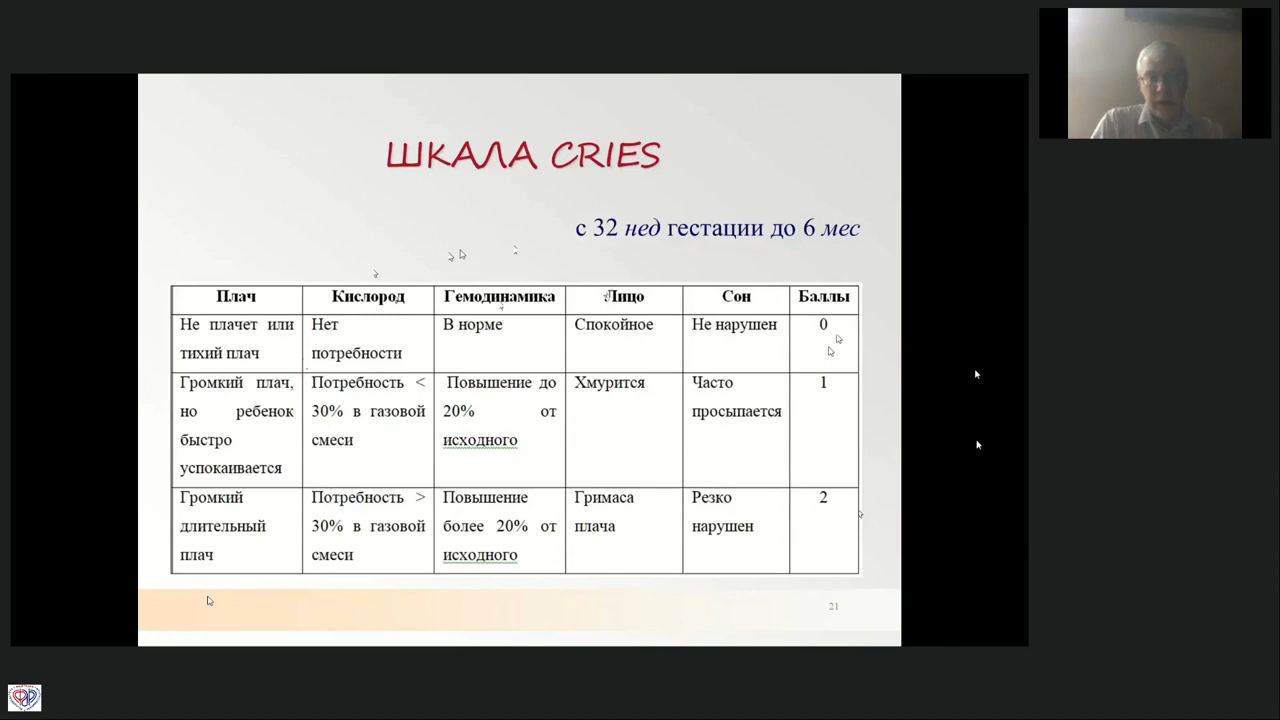 ШКАЛА CRIES
с 32 нед гестации до 6 мес
Плач Кислород Гемодинамика Лицо Сон Баллы
Не плачет или тихий плач Нет потребности В норме Спокойное Не нарушен 0
Громкий плач, но ребенок быстро успокаивается Потребность < 30% в газовой смеси Повышение до 20% от исходного Хмурится Часто просыпается 1
Громкий длительный плач Потребность > 30% в газовой смеси Повышение более 20% от исходного Гримаса плача Резко нарушен 2
21